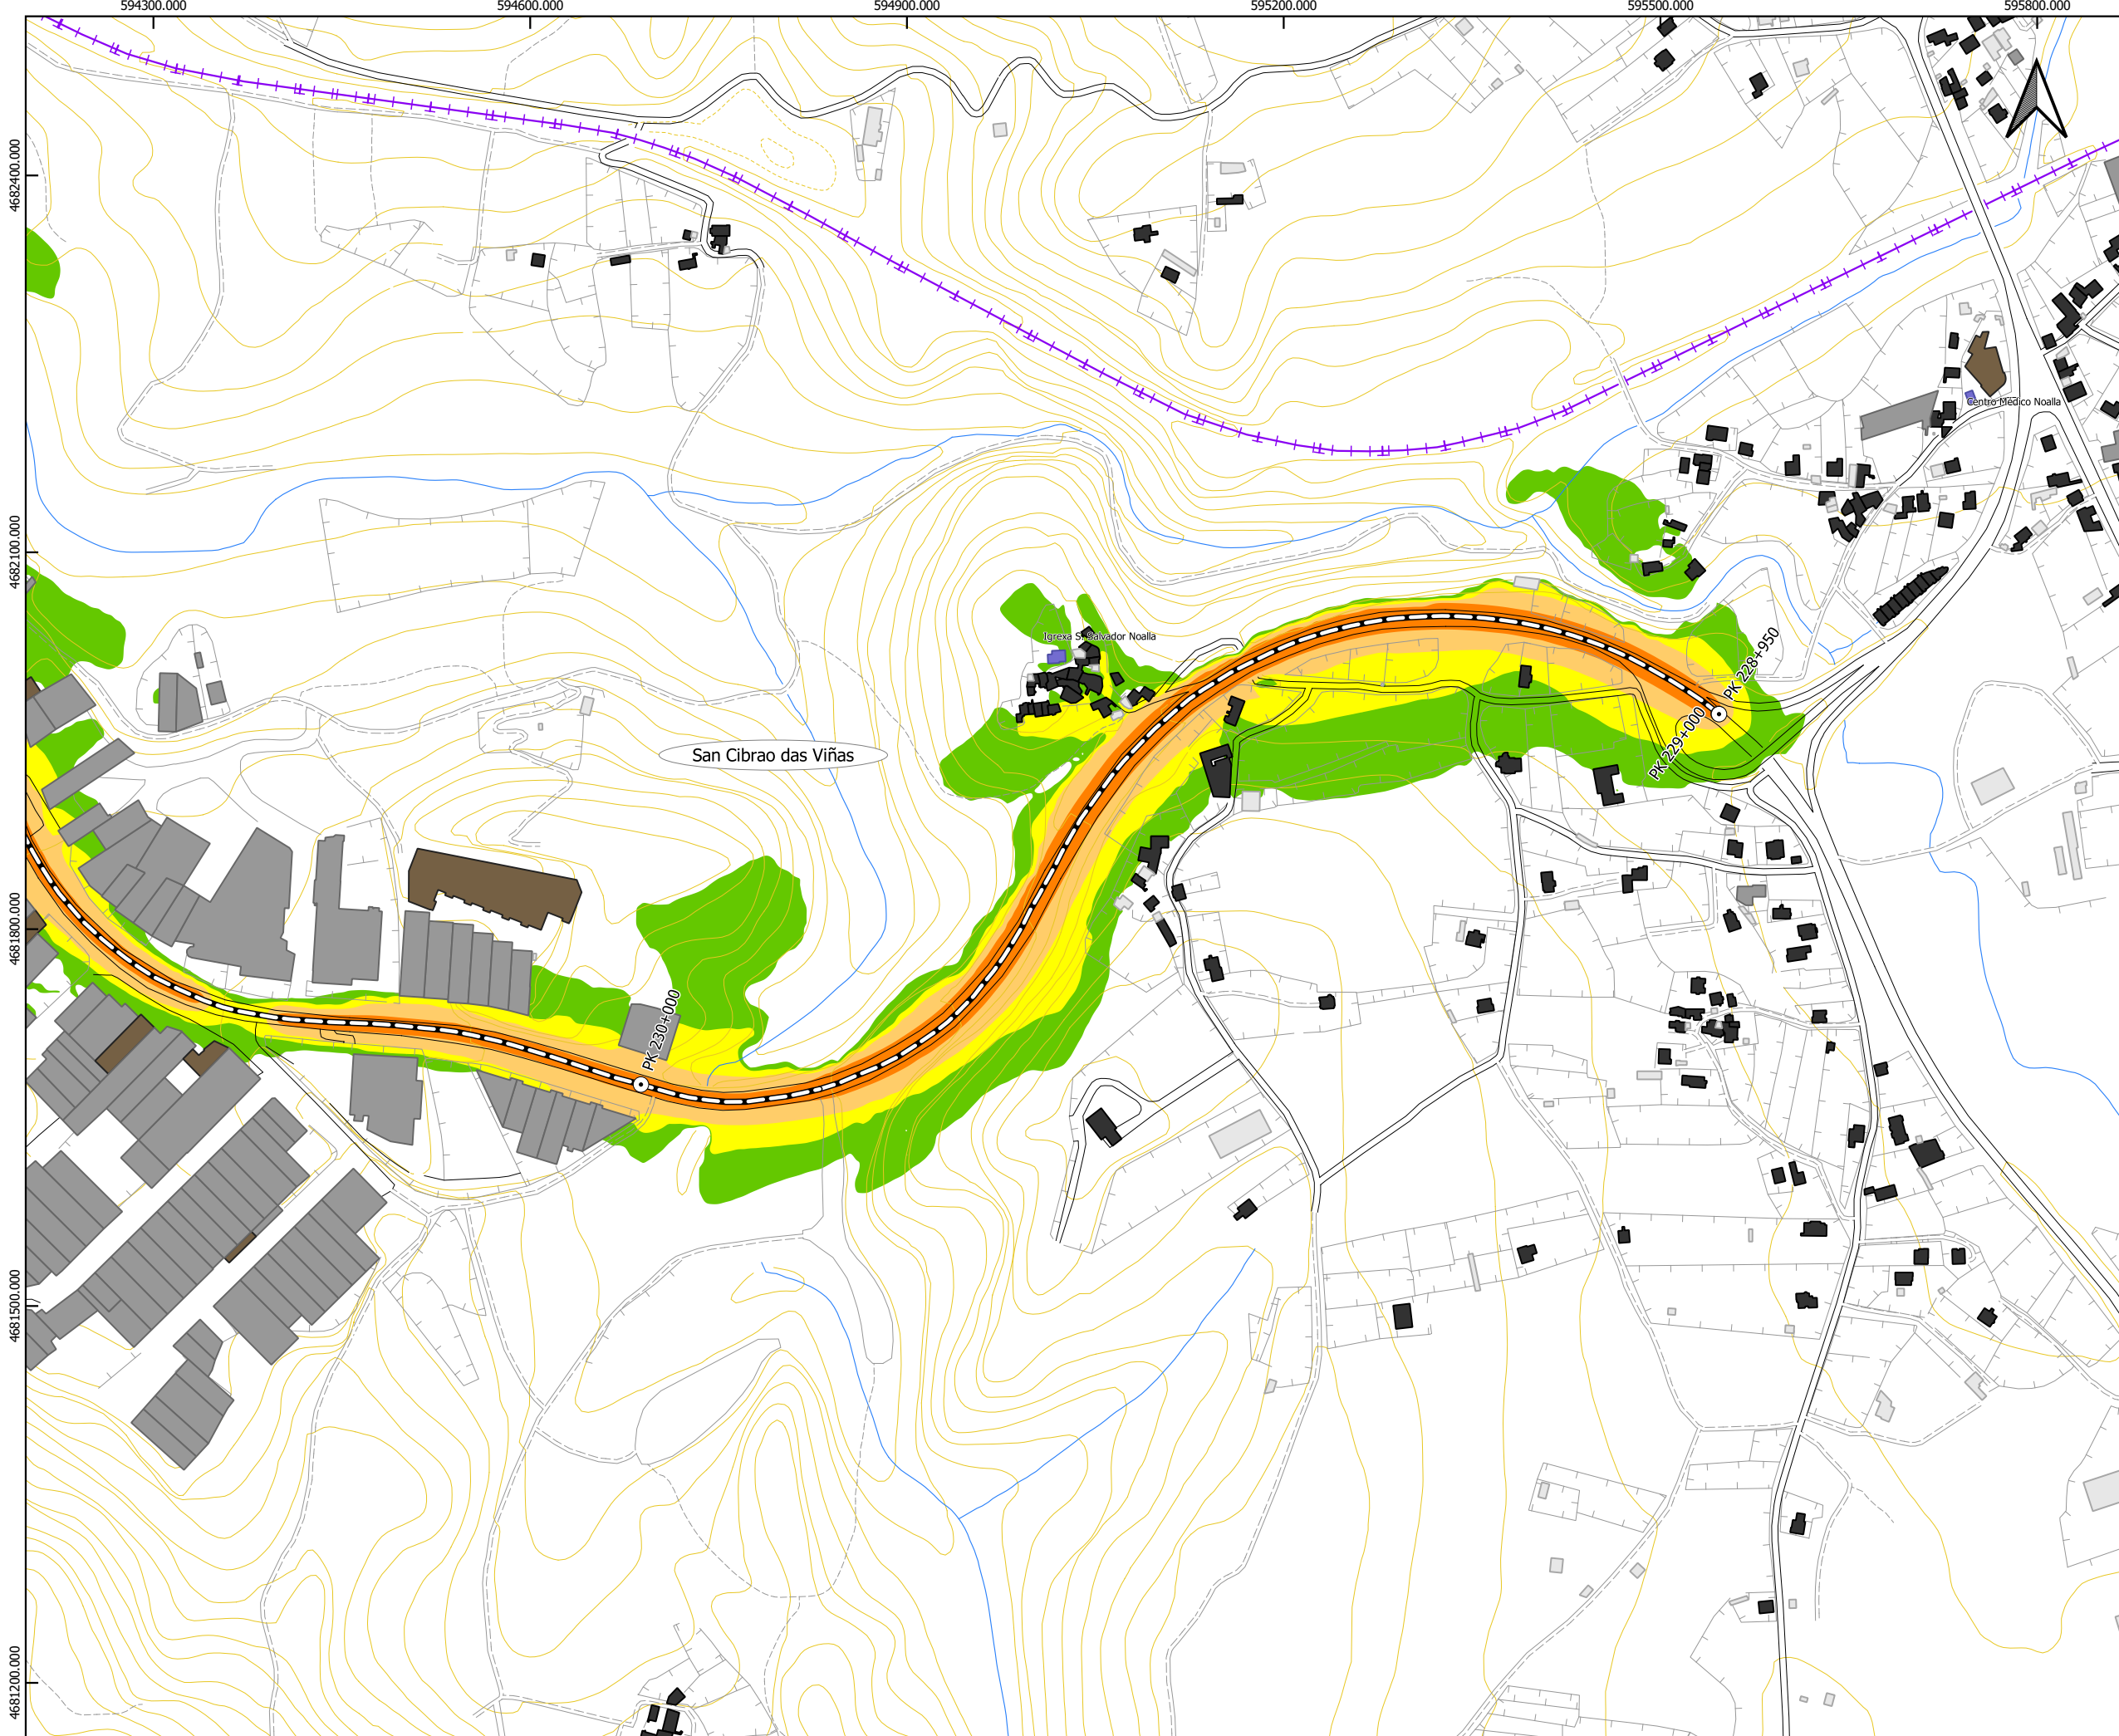 594300.000
594600.000
594900.000
595200.000
595500.000
595800.000
4682400.000
Centro Médico Noalla
4682100.000
Igrexa S. Salvador Noalla
PK 228+950
PK 229+000
San Cibrao das Viñas
4681800.000
PK 230+000
4681500.000
4681200.000